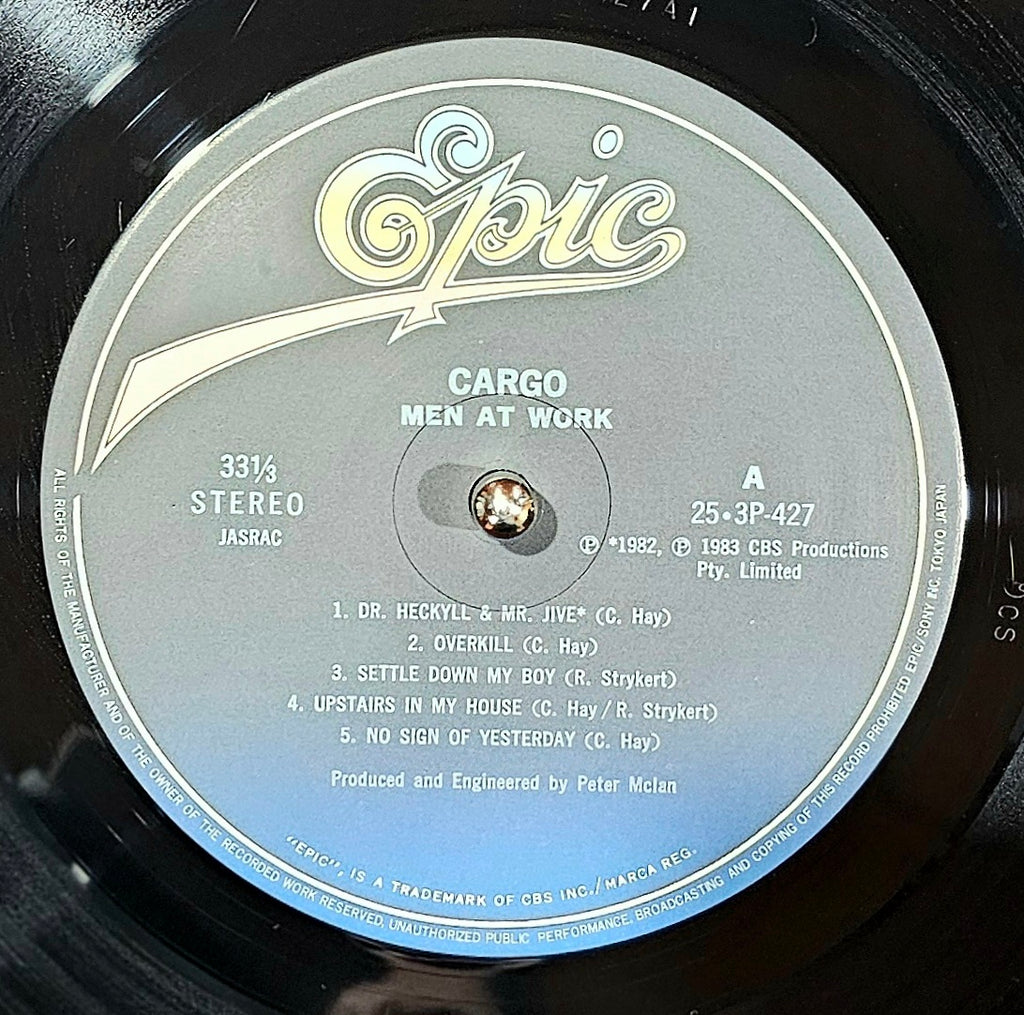 Epic
CARGO
MEN AT WORK
33⅓
STEREO
JASRAC
A
25•3P-427
Ⓟ *1982, Ⓟ 1983 CBS Productions
Pty. Limited
1. DR. HECKYLL & MR. JIVE* (C. Hay)
2. OVERKILL (C. Hay)
3. SETTLE DOWN MY BOY (R. Strykert)
4. UPSTAIRS IN MY HOUSE (C. Hay / R. Strykert)
5. NO SIGN OF YESTERDAY (C. Hay)
Produced and Engineered by Peter McIan
"EPIC", IS A TRADEMARK OF CBS INC./MARCA REG.
ALL RIGHTS OF THE MANUFACTURER AND OF THE OWNER OF THE RECORDED WORK RESERVED, UNAUTHORIZED PUBLIC PERFORMANCE, BROADCASTING AND COPYING OF THIS RECORD PROHIBITED EPIC/SONY INC. TOKYO JAPAN